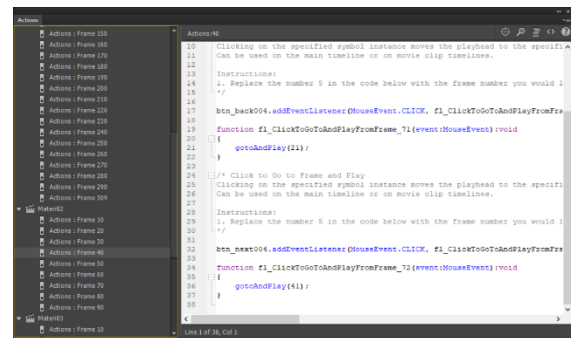 Actions
Actions : Frame 150
Actions : Frame 160
Actions : Frame 170
Actions : Frame 180
Actions : Frame 190
Actions : Frame 200
Actions : Frame 210
Actions : Frame 220
Actions : Frame 230
Actions : Frame 240
Actions : Frame 250
Actions : Frame 260
Actions : Frame 270
Actions : Frame 280
Actions : Frame 290
Actions : Frame 309
Materi02
Actions : Frame 10
Actions : Frame 20
Actions : Frame 30
Actions : Frame 40
Actions : Frame 50
Actions : Frame 60
Actions : Frame 70
Actions : Frame 80
Actions : Frame 90
Materi03
Actions : Frame 10
Actions:40
10 Clicking on the specified symbol instance moves the playhead to the specifi
11 Can be used on the main timeline or on movie clip timelines.
12
13 Instructions:
14 1. Replace the number 5 in the code below with the frame number you would l
15 */
16
17 btn_back004.addEventListener(MouseEvent.CLICK, fl_ClickToGoToAndPlayFromFra
18
19 function fl_ClickToGoToAndPlayFromFrame_71(event:MouseEvent):void
20 {
21 gotoAndPlay(21);
22 }
23
24 /* Click to Go to Frame and Play
25 Clicking on the specified symbol instance moves the playhead to the specifi
26 Can be used on the main timeline or on movie clip timelines.
27
28 Instructions:
29 1. Replace the number 5 in the code below with the frame number you would l
30 */
31
32 btn_next004.addEventListener(MouseEvent.CLICK, fl_ClickToGoToAndPlayFromFra
33
34 function fl_ClickToGoToAndPlayFromFrame_72(event:MouseEvent):void
35 {
36 gotoAndPlay(41);
37 }
38
Line 1 of 38, Col 1